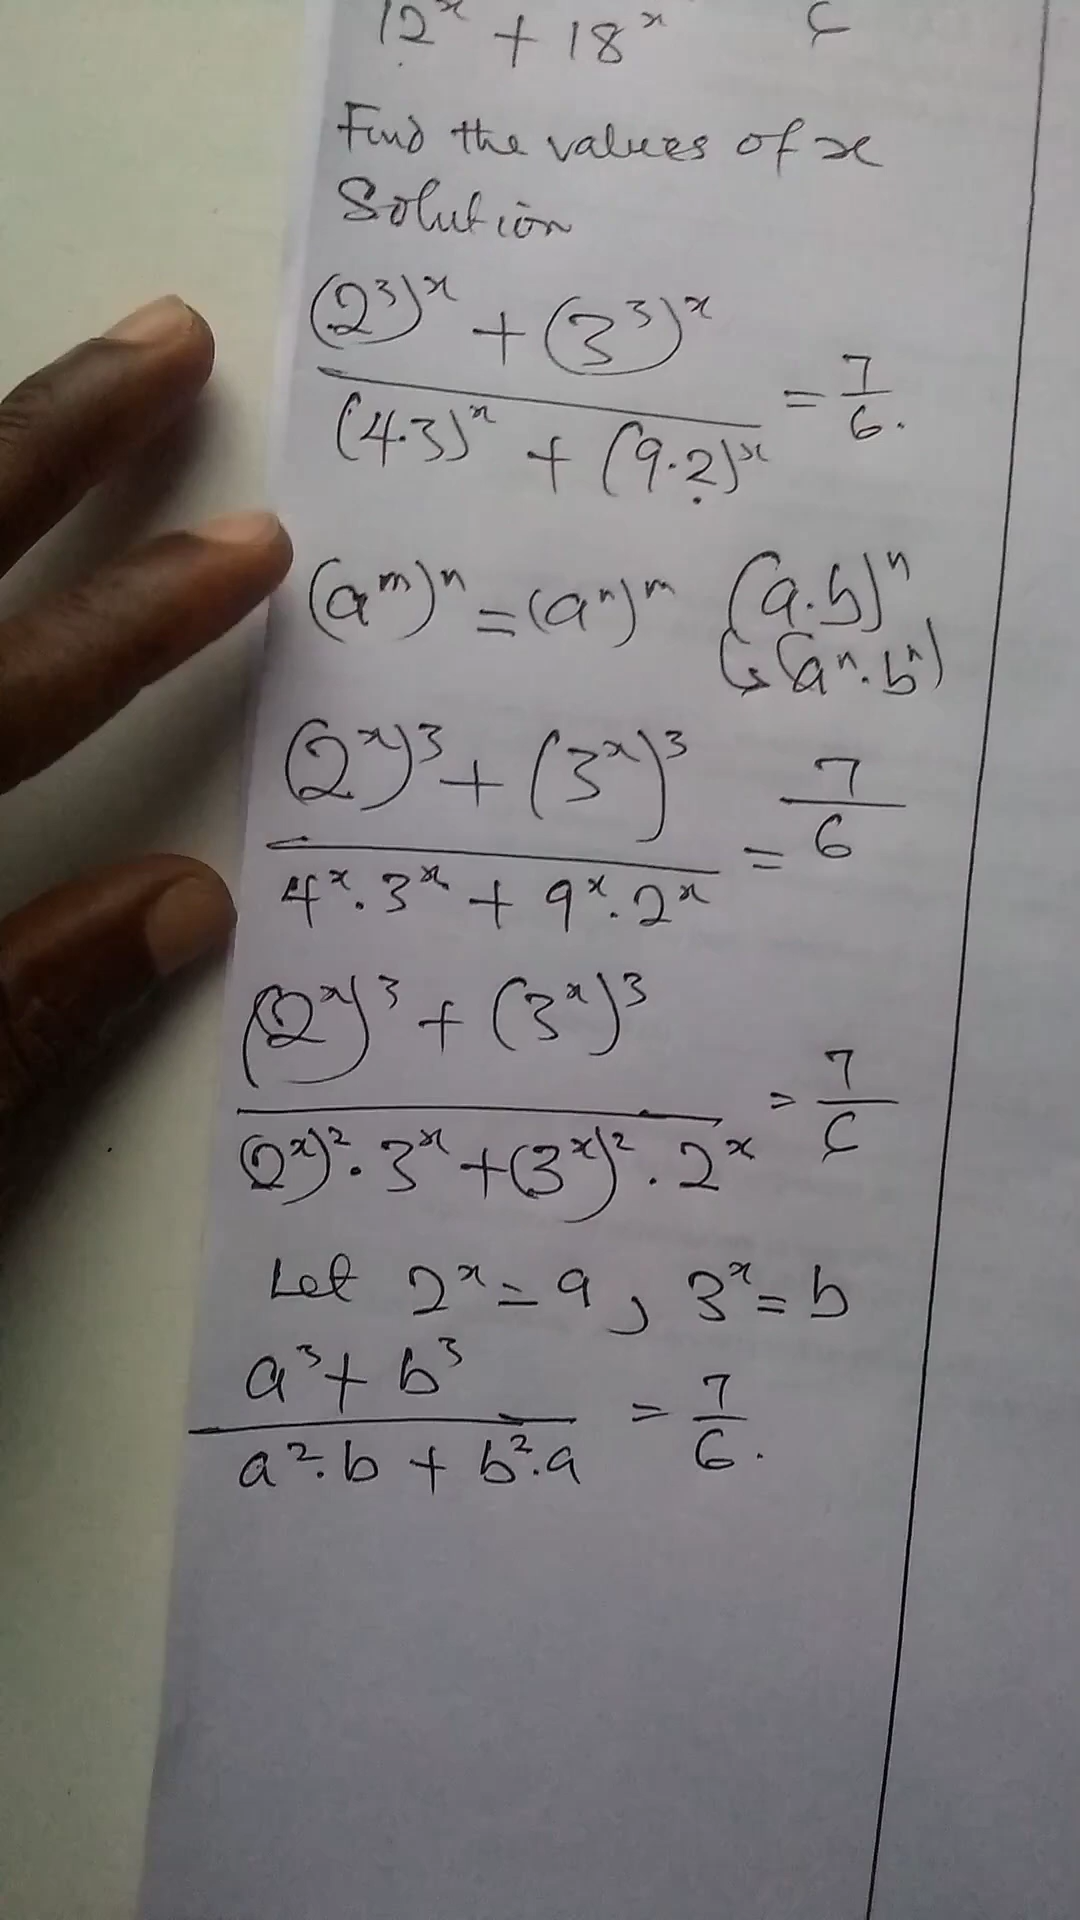 12^x + 18^x
Find the values of x
Solution
(2^3)^x + (3^3)^x
(4.3)^x + (9.2)^x = 7/6.
(a^m)^n = (a^n)^m (a.b)^n
(a^n.b^n)
(2^x)^3 + (3^x)^3
4^x.3^x + 9^x.2^x = 7/6
(2^x)^3 + (3^x)^3
(2^x)^2.3^x + (3^x)^2.2^x = 7/6
Let 2^x = a, 3^x = b
a^3 + b^3
a^2.b + b^2.a = 7/6.